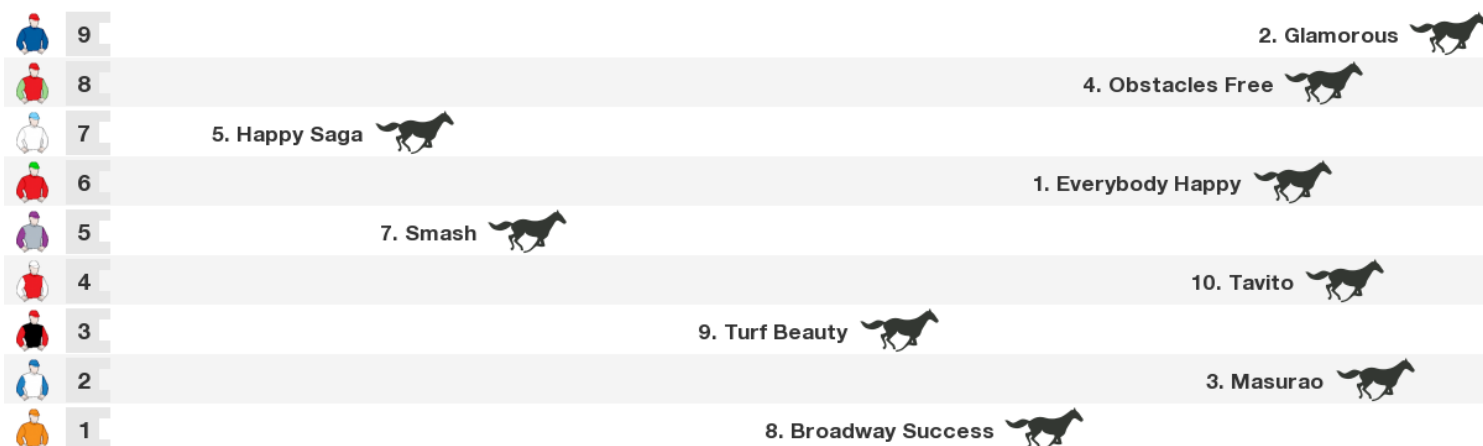 9 2. Glamorous
8 4. Obstacles Free
7 5. Happy Saga
6 1. Everybody Happy
5 7. Smash
4 10. Tavito
3 9. Turf Beauty
2 3. Masurao
1 8. Broadway Success